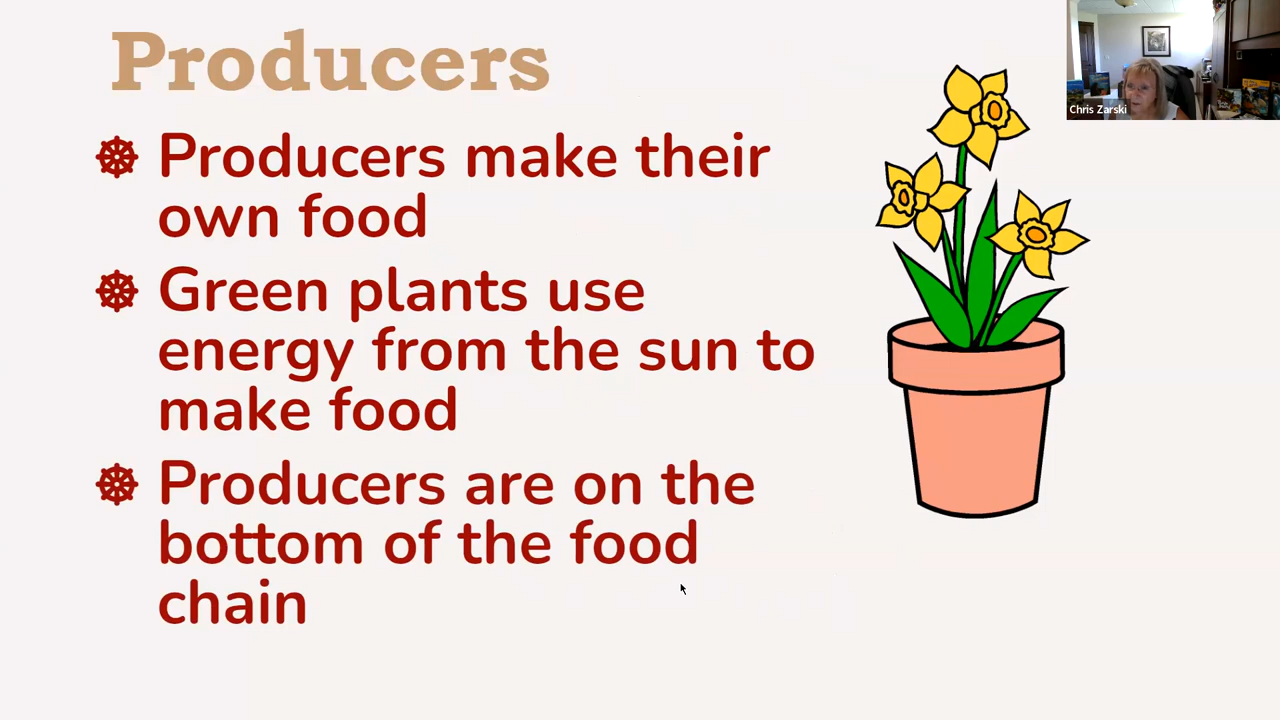 Producers
Producers make their
own food
Green plants use
energy from the sun to
make food
Producers are on the
bottom of the food
chain
Chris Zarski